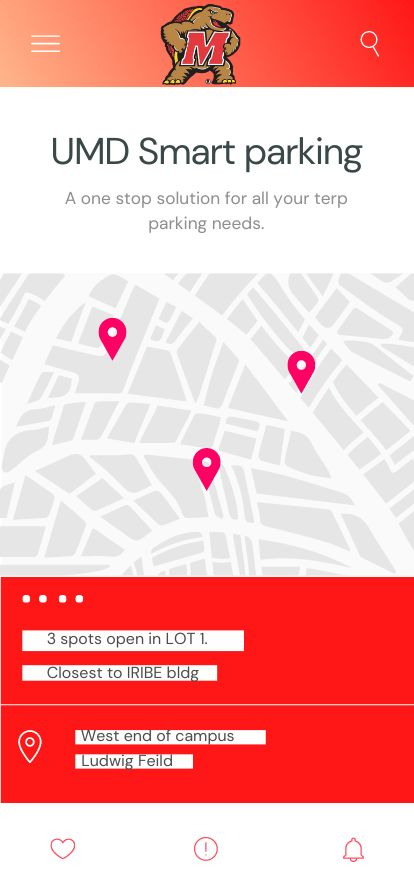 M
UMD Smart parking
A one stop solution for all your terp
parking needs.
3 spots open in LOT 1.
Closest to IRIBE bldg
West end of campus
Ludwig Feild